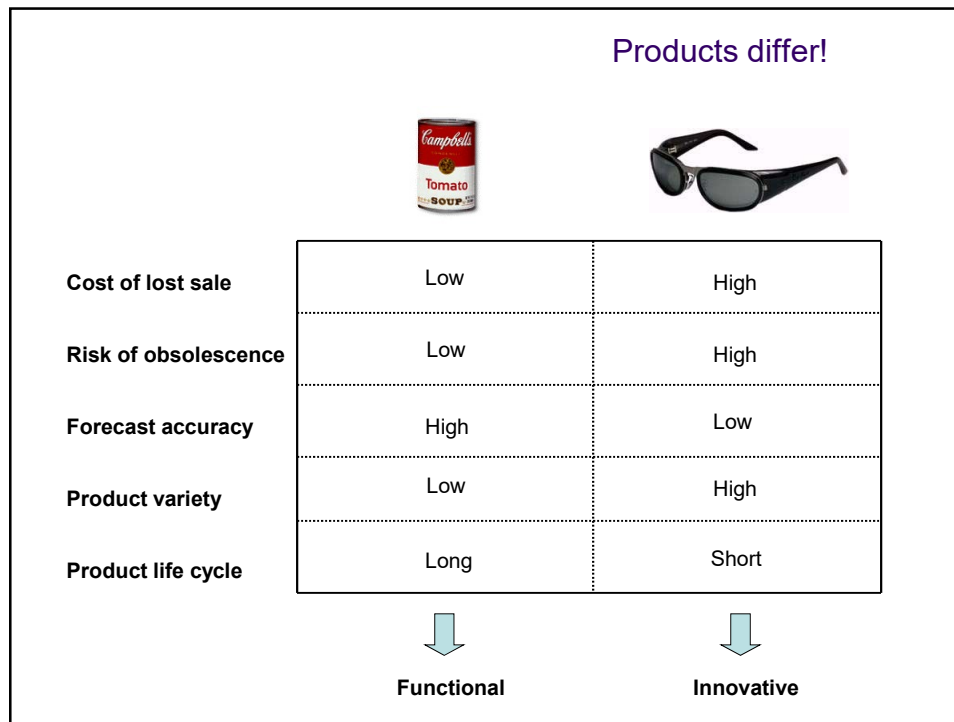 Products differ!
Campbell's
Tomato
SOUP
Cost of lost sale Low High
Risk of obsolescence Low High
Forecast accuracy High Low
Product variety Low High
Product life cycle Long Short
Functional Innovative